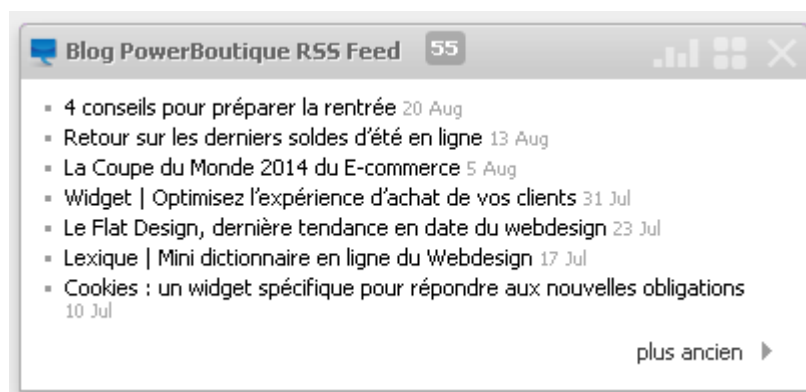 Blog PowerBoutique RSS Feed 55
4 conseils pour préparer la rentrée 20 Aug
Retour sur les derniers soldes d'été en ligne 13 Aug
La Coupe du Monde 2014 du E-commerce 5 Aug
Widget | Optimisez l'expérience d'achat de vos clients 31 Jul
Le Flat Design, dernière tendance en date du webdesign 23 Jul
Lexique | Mini dictionnaire en ligne du Webdesign 17 Jul
Cookies : un widget spécifique pour répondre aux nouvelles obligations
10 Jul
plus ancien